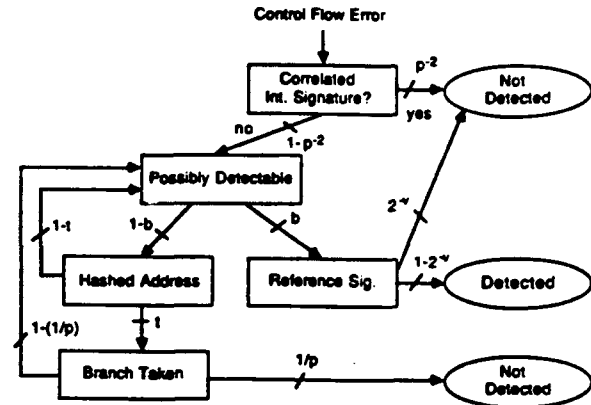 Control Flow Error
Correlated
Int. Signature?
p-2
yes
Not
Detected
no
1-p-2
Possibly Detectable
1-t
1-b
b
2-v
Hashed Address
Reference Sig.
1-2-v
Detected
t
1-(1/p)
Branch Taken
1/p
Not
Detected